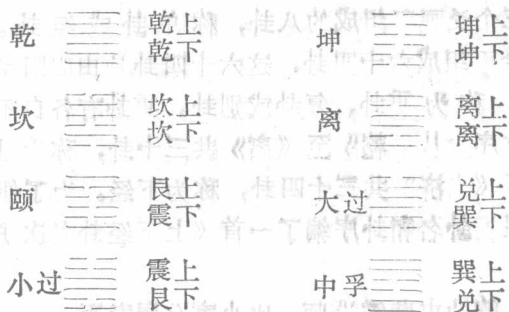 乾 乾上乾下 坤 坤上坤下
坎 坎上坎下 离 离上离下
颐 艮上震下 大过 兑上巽下
小过 震上艮下 中孚 巽上兑下